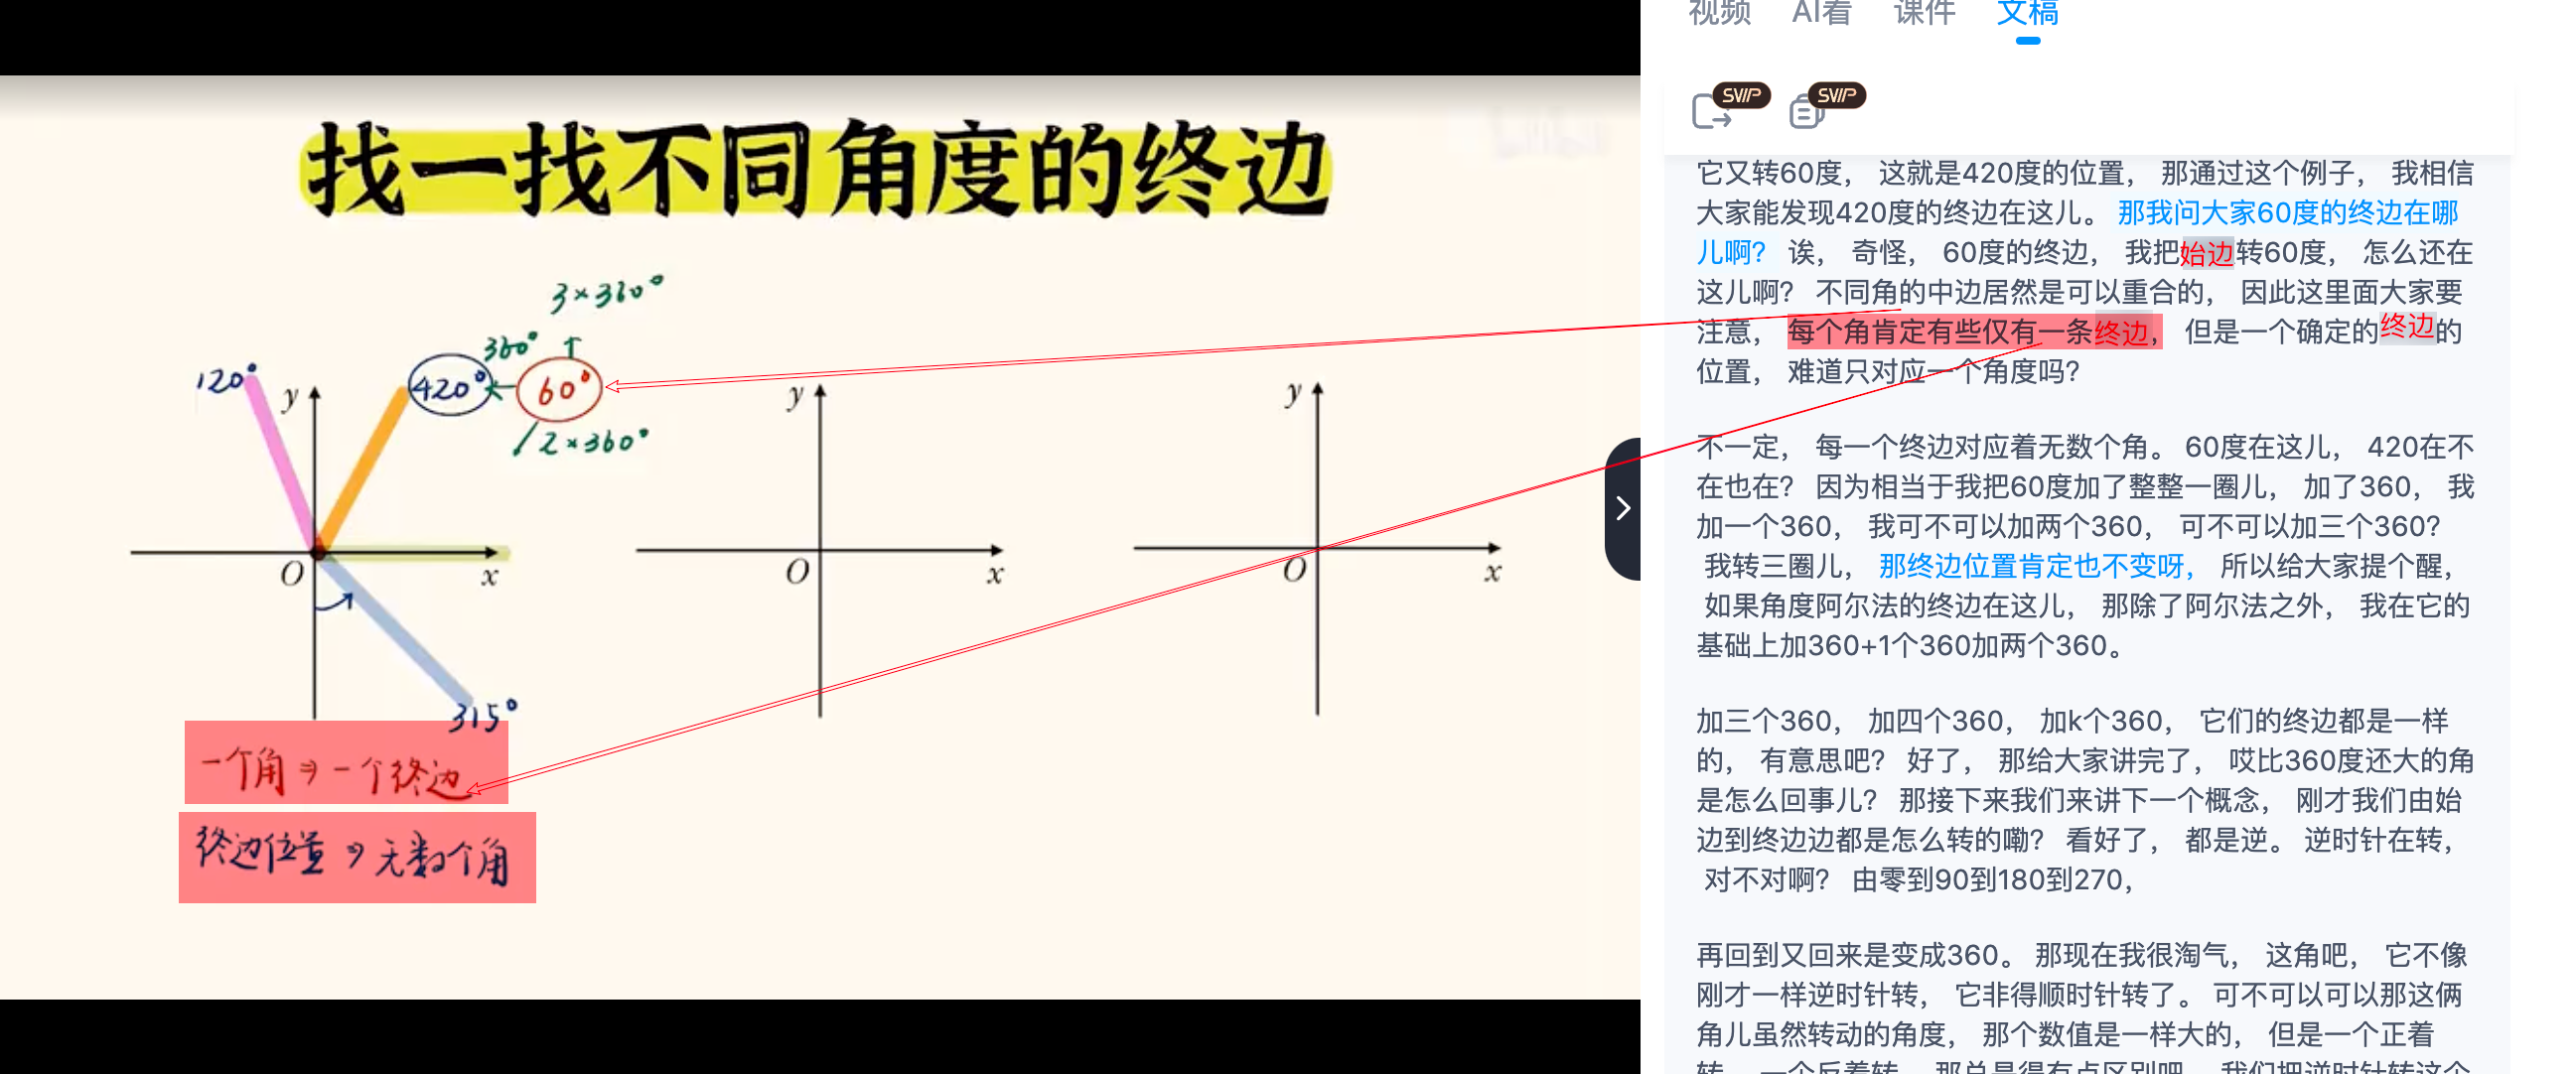 找一找不同角度的终边
3×360°
360°
↑
120°
420°
60°
/2×360°
y
O
x
315°
y
O
x
y
O
x
一个角⇒一个终边
终边位置⇒无数个角
视频 AI看 课件 文稿
SVIP SVIP
它又转60度， 这就是420度的位置， 那通过这个例子， 我相信
大家能发现420度的终边在这儿。 那我问大家60度的终边在哪
儿啊? 诶， 奇怪， 60度的终边， 我把始边转60度， 怎么还在
这儿啊? 不同角的中边居然是可以重合的， 因此这里面大家要
注意， 每个角肯定有些仅有一条终边， 但是一个确定的终边的
位置， 难道只对应一个角度吗?
不一定， 每一个终边对应着无数个角。 60度在这儿， 420在不
在也在? 因为相当于我把60度加了整整一圈儿， 加了360， 我
加一个360， 我可不可以加两个360， 可不可以加三个360?
我转三圈儿， 那终边位置肯定也不变呀， 所以给大家提个醒，
如果角度阿尔法的终边在这儿， 那除了阿尔法之外， 我在它的
基础上加360+1个360加两个360。
加三个360， 加四个360， 加k个360， 它们的终边都是一样
的， 有意思吧? 好了， 那给大家讲完了， 哎比360度还大的角
是怎么回事儿? 那接下来我们来讲下一个概念， 刚才我们由始
边到终边边都是怎么转的嘞? 看好了， 都是逆。 逆时针在转，
对不对啊? 由零到90到180到270，
再回到又回来是变成360。 那现在我很淘气， 这角吧， 它不像
刚才一样逆时针转， 它非得顺时针转了。 可不可以可以那这俩
角儿虽然转动的角度， 那个数值是一样大的， 但是一个正着
转， 一个反着转， 那总是得有点区别吧， 我们把逆时针转这个